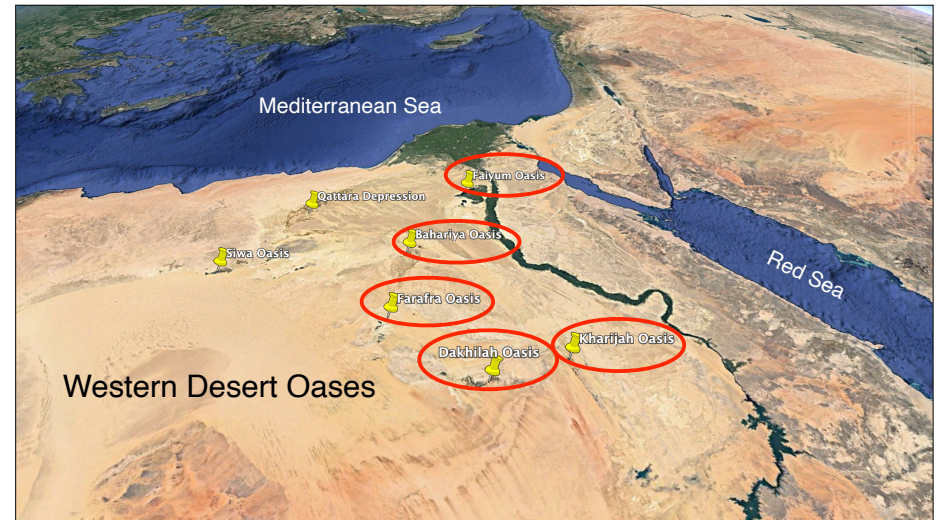 Mediterranean Sea
Faiyum Oasis
Qattara Depression
Bahariya Oasis
Siwa Oasis
Red Sea
Farafra Oasis
Kharijah Oasis
Dakhilah Oasis
Western Desert Oases